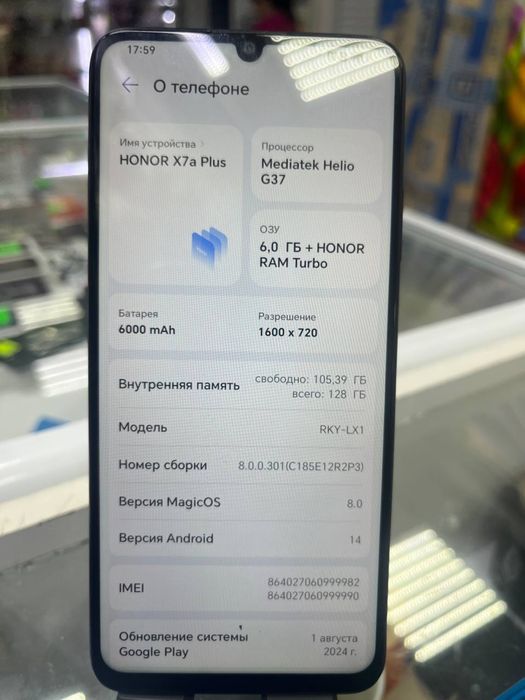 17:59
← О телефоне
Имя устройства >
HONOR X7a Plus
Процессор
Mediatek Helio
G37
ОЗУ
6,0 ГБ + HONOR
RAM Turbo
Батарея
6000 mAh
Разрешение
1600 x 720
Внутренняя память
свободно: 105,39 ГБ
всего: 128 ГБ
Модель
RKY-LX1
Номер сборки
8.0.0.301(C185E12R2P3)
Версия MagicOS
8.0
Версия Android
14
IMEI
864027060999982
864027060999990
Обновление системы
Google Play
1 августа
2024 г.